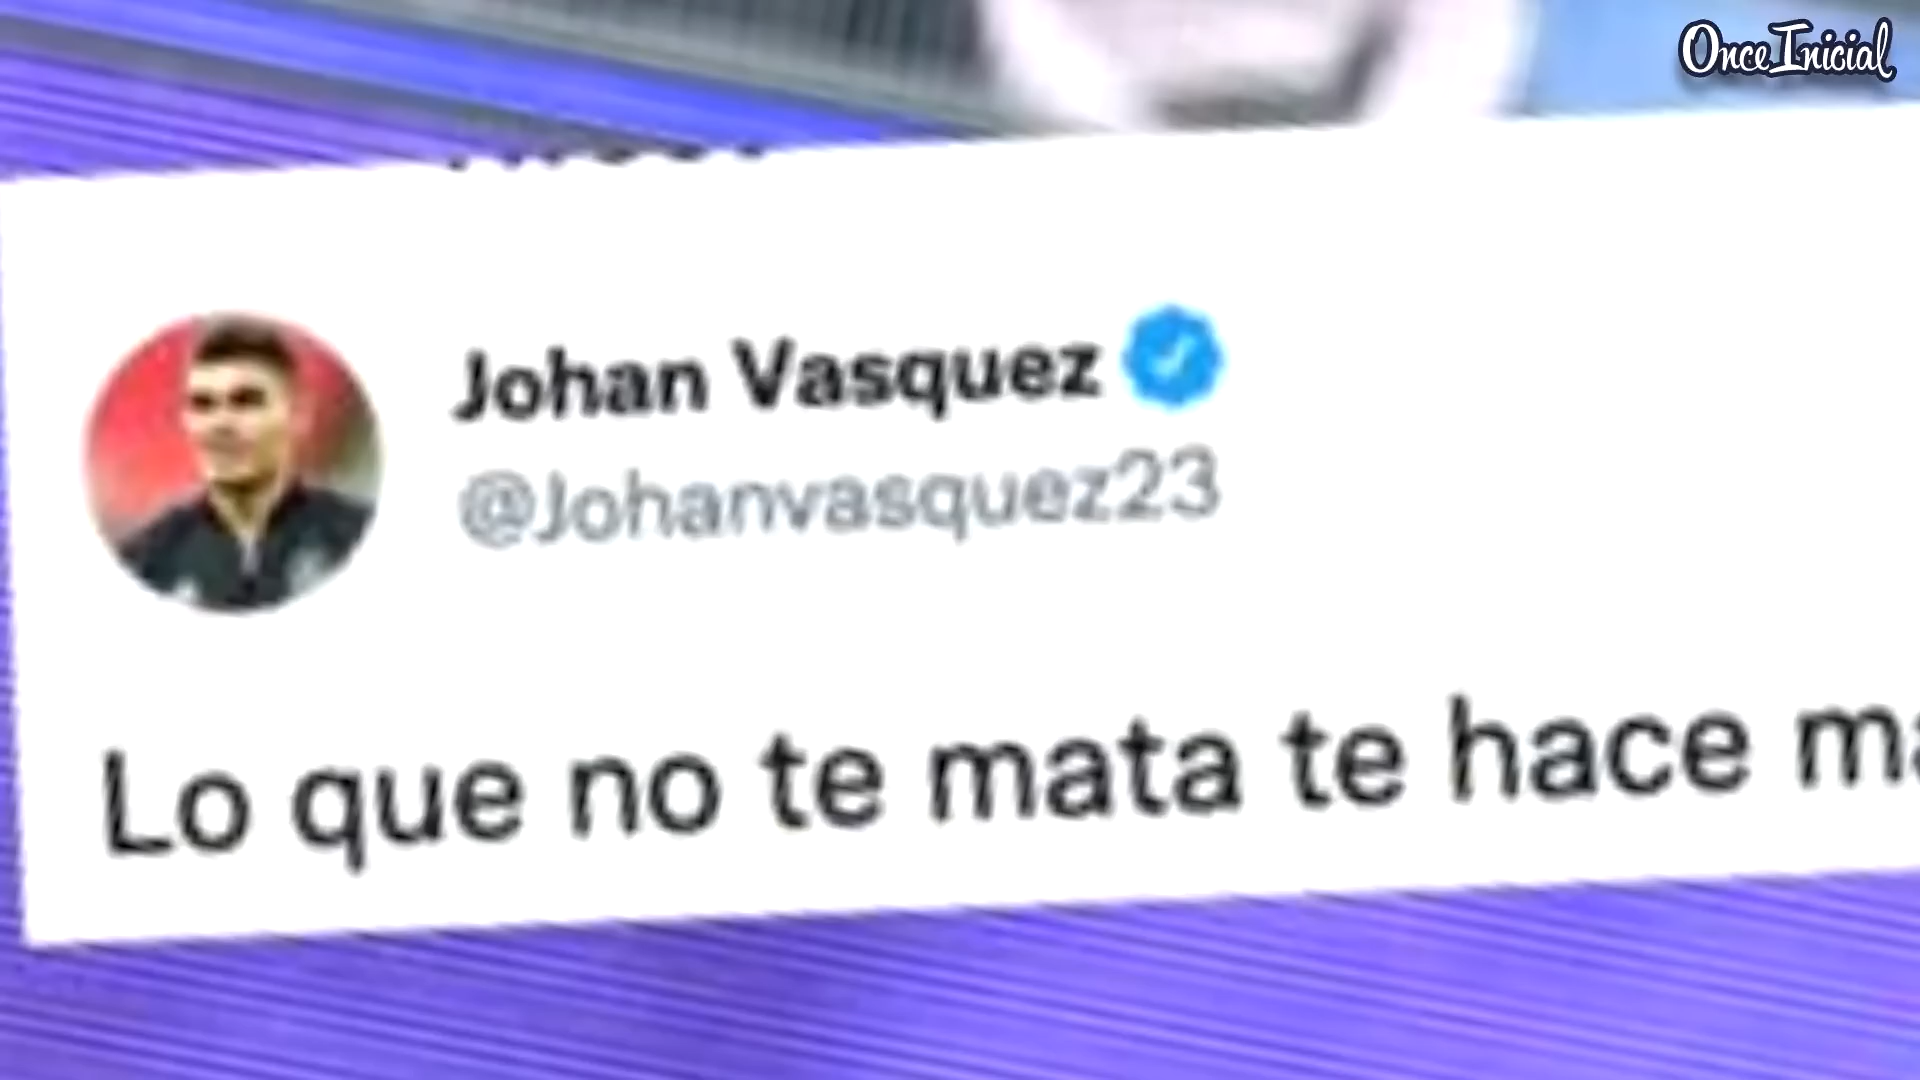 OnceInicial
Johan Vasquez
@Johanvasquez23
Lo que no te mata te hace